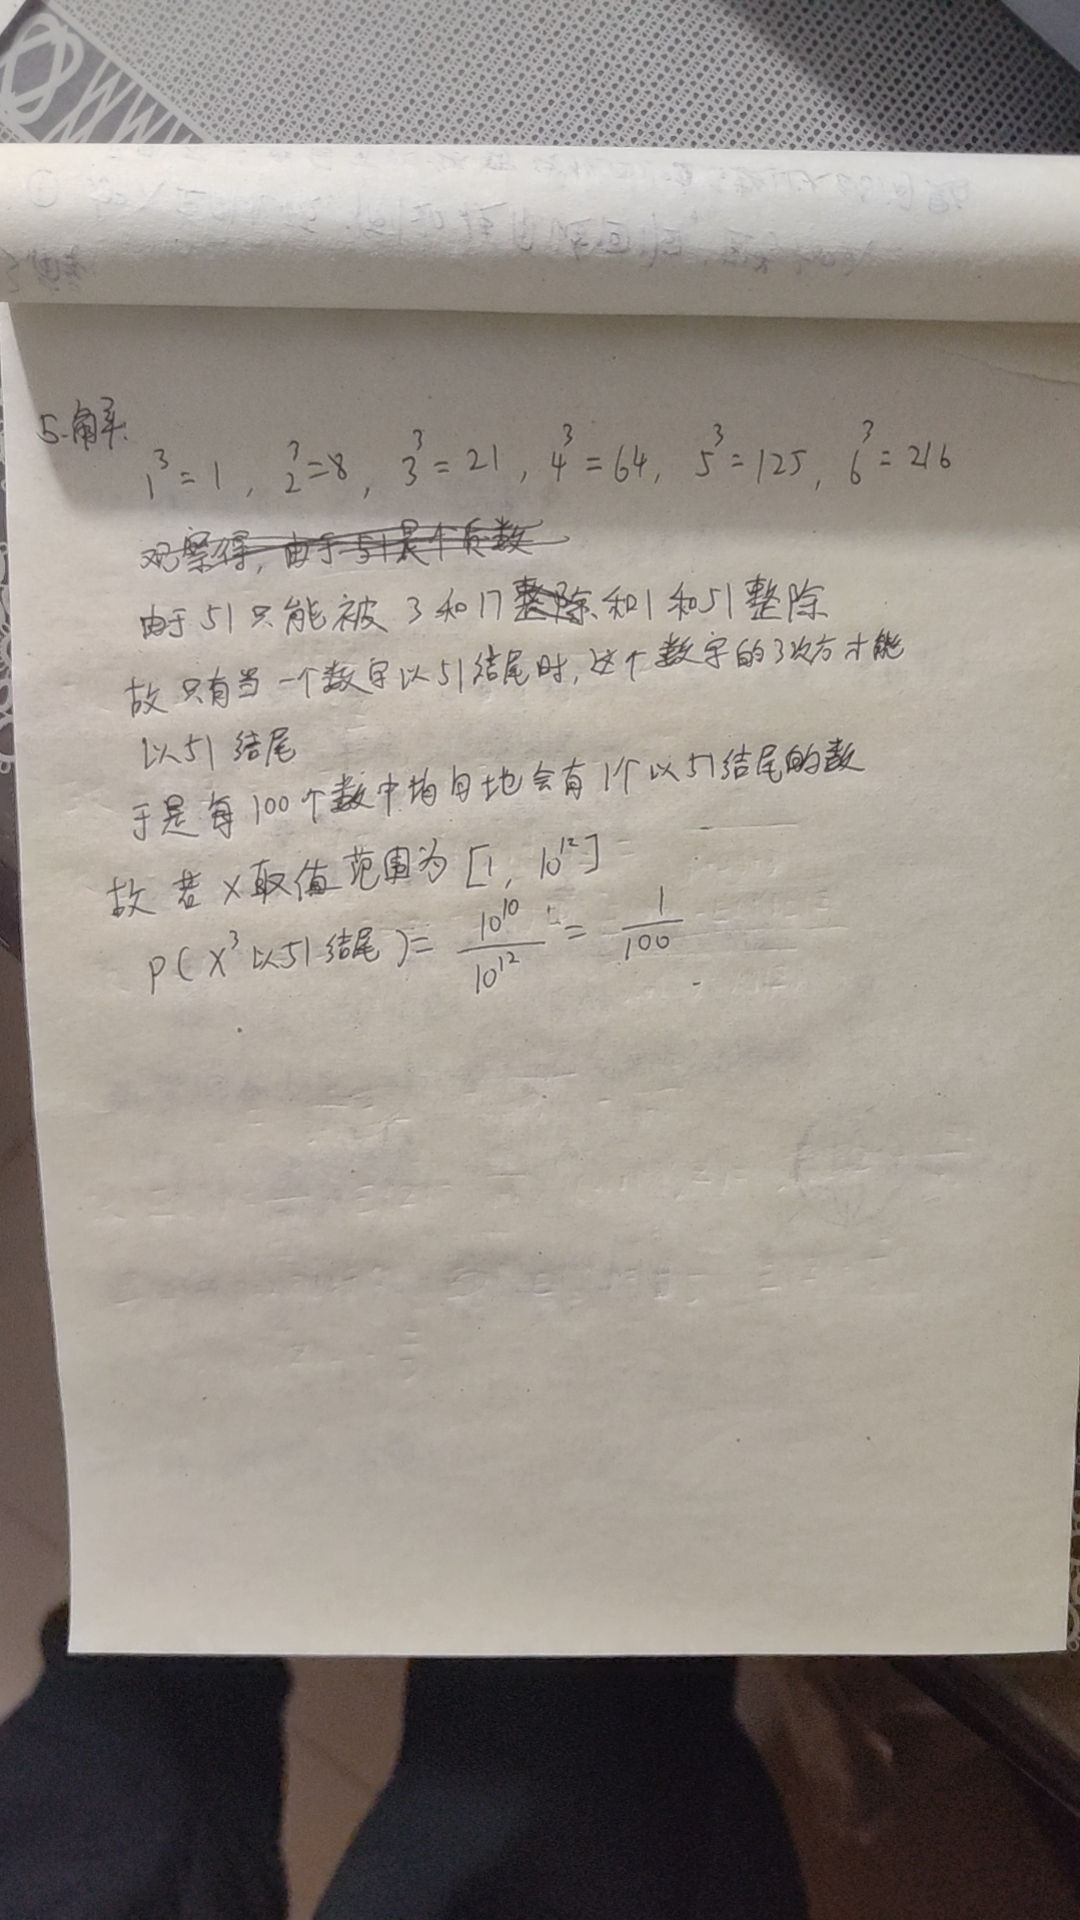 5.解.
1³=1, 2³=8, 3³=21, 4³=64, 5³=125, 6³=216
观察得,由于51是个质数
由于51只能被3和17整除和1和51整除
故只有当一个数字以51结尾时,这个数字的3次方才能
以51结尾
于是每100个数中均匀地会有1个以51结尾的数
故若X取值范围为[1, 10¹²]
P(X³以51结尾)= 10¹⁰/10¹² = 1/100